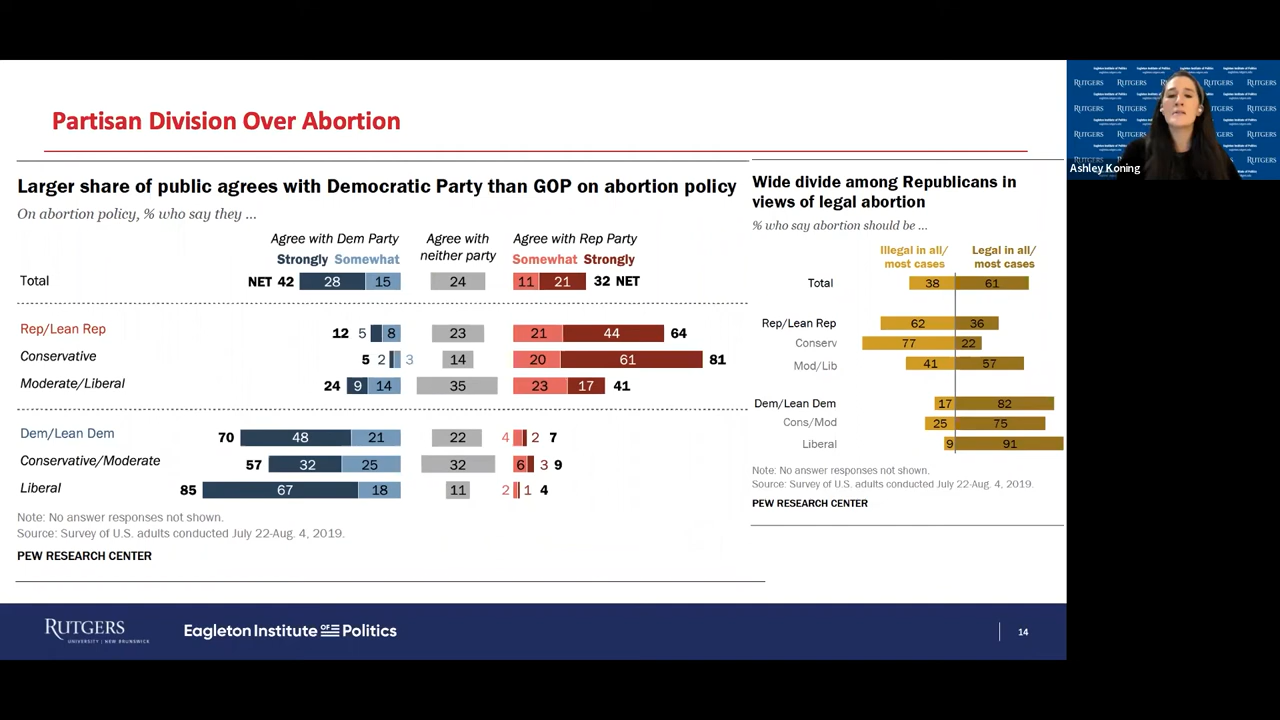 Partisan Division Over Abortion
Larger share of public agrees with Democratic Party than GOP on abortion policy
On abortion policy, % who say they ...
Agree with Dem Party
Agree with neither party
Agree with Rep Party
Strongly Somewhat
Somewhat Strongly
Total NET 42 28 15 24 11 21 32 NET
Rep/Lean Rep 12 5 8 23 21 44 64
Conservative 5 2 3 14 20 61 81
Moderate/Liberal 24 9 14 35 23 17 41
Dem/Lean Dem 70 48 21 22 4 2 7
Conservative/Moderate 57 32 25 32 6 3 9
Liberal 85 67 18 11 2 1 4
Note: No answer responses not shown.
Source: Survey of U.S. adults conducted July 22-Aug. 4, 2019.
PEW RESEARCH CENTER
Wide divide among Republicans in
views of legal abortion
% who say abortion should be ...
Illegal in all/
most cases
Legal in all/
most cases
Total 38 61
Rep/Lean Rep 62 36
Conserv 77 22
Mod/Lib 41 57
Dem/Lean Dem 17 82
Cons/Mod 25 75
Liberal 9 91
Note: No answer responses not shown.
Source: Survey of U.S. adults conducted July 22-Aug. 4, 2019.
PEW RESEARCH CENTER
RUTGERS
UNIVERSITY | NEW BRUNSWICK
Eagleton Institute OF Politics
14
RUTGERS
Ashley Koning